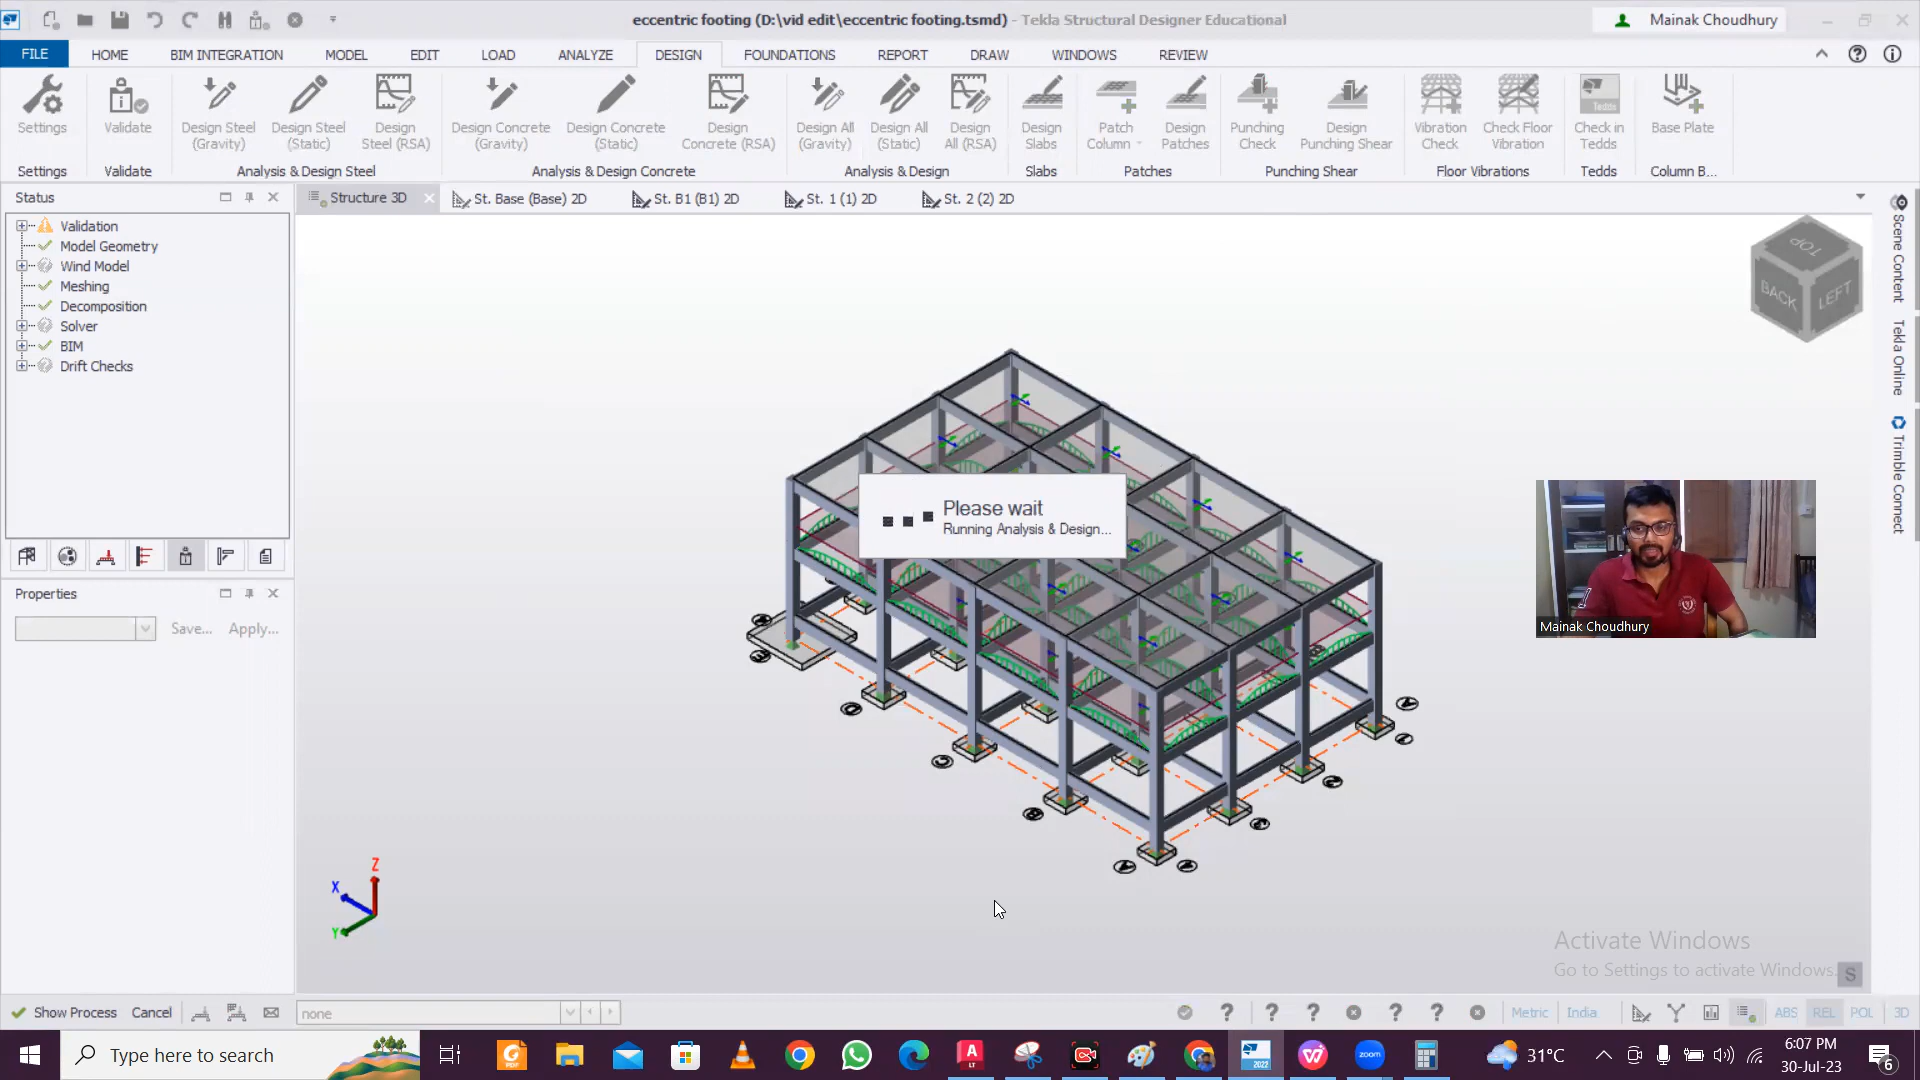 eccentric footing (D:\vid edit\eccentric footing.tsmd) - Tekla Structural Designer Educational
Mainak Choudhury
FILE HOME BIM INTEGRATION MODEL EDIT LOAD ANALYZE DESIGN FOUNDATIONS REPORT DRAW WINDOWS REVIEW
Settings Validate Design Steel (Gravity) Design Steel (Static) Design Steel (RSA) Design Concrete (Gravity) Design Concrete (Static) Design Concrete (RSA) Design All (Gravity) Design All (Static) Design All (RSA) Design Slabs Patch Column Design Patches Punching Check Design Punching Shear Vibration Check Check Floor Vibration Tedds Check in Tedds Base Plate
Settings Validate Analysis & Design Steel Analysis & Design Concrete Analysis & Design Slabs Patches Punching Shear Floor Vibrations Tedds Column B...
Status
Structure 3D St. Base (Base) 2D St. B1 (B1) 2D St. 1 (1) 2D St. 2 (2) 2D
Validation
Model Geometry
Wind Model
Meshing
Decomposition
Solver
BIM
Drift Checks
TOP
BACK LEFT
Scene Content
Tekla Online
Trimble Connect
Please wait
Running Analysis & Design...
Properties
Save... Apply...
Mainak Choudhury
Z
X
Y
Activate Windows
Go to Settings to activate Windows.
S
Show Process Cancel none Metric India ABS REL POL 3D
Type here to search
PDF
A
LT
2022
zoom
31°C
6:07 PM
30-Jul-23
6